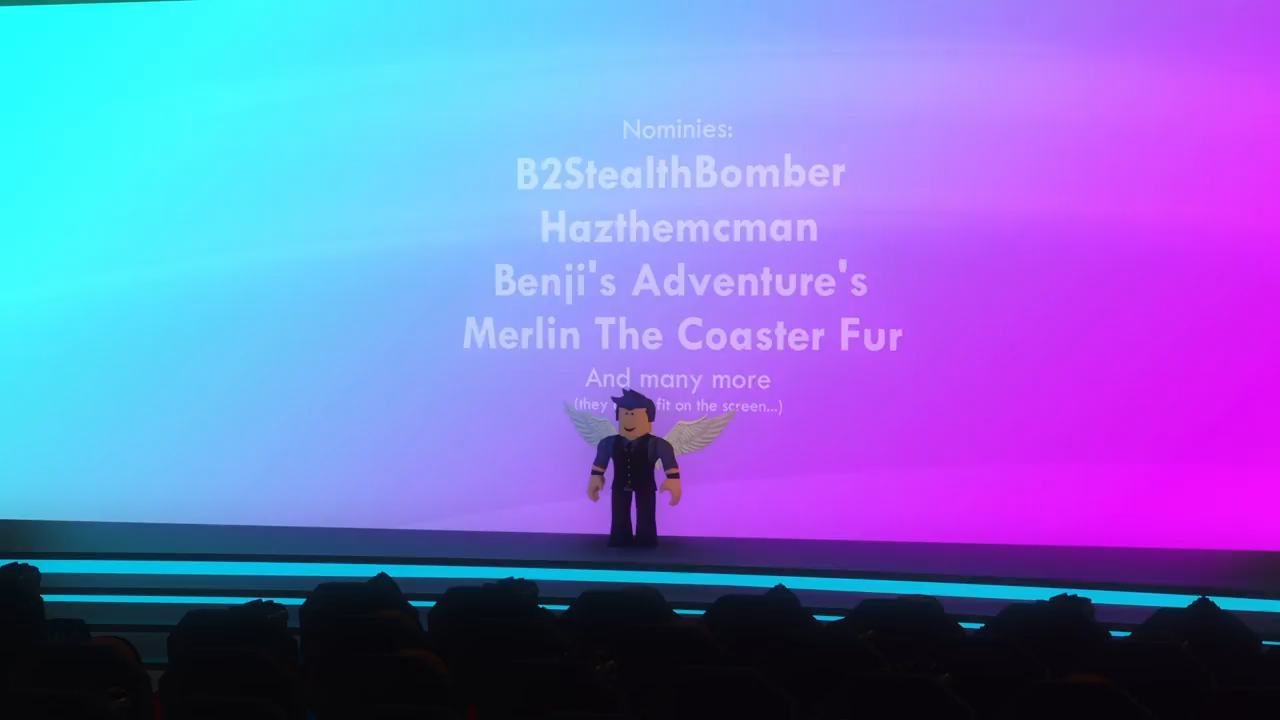 Nominies:
B2StealthBomber
Hazthemcman
Benji's Adventure's
Merlin The Coaster Fur
And many more
(they fit on the screen...)